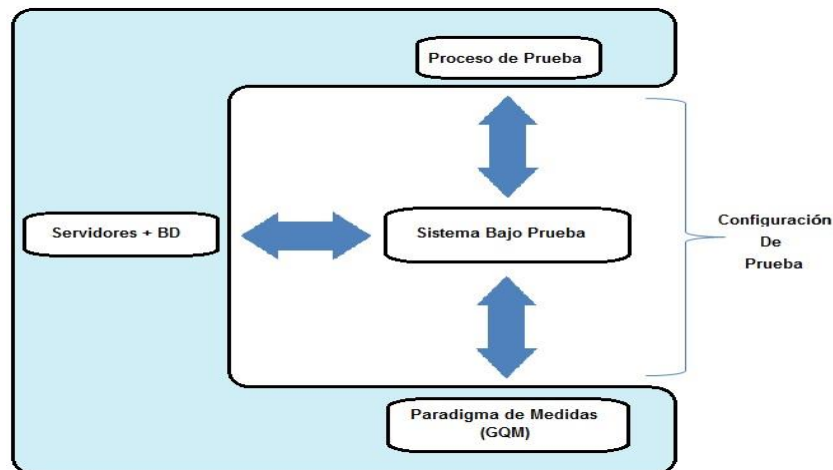 Proceso de Prueba
Servidores + BD
Sistema Bajo Prueba
Configuración
De
Prueba
Paradigma de Medidas
(GQM)